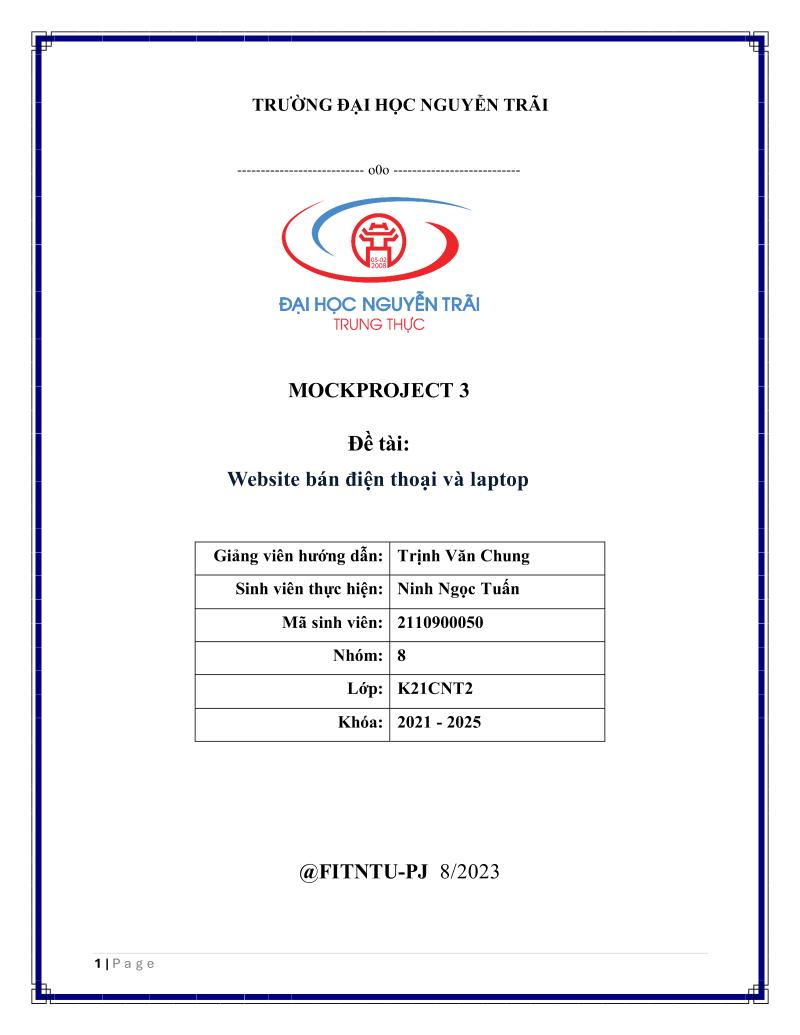 TRƯỜNG ĐẠI HỌC NGUYỄN TRÃI
--------------------------- o0o ---------------------------
05-02
2008
ĐẠI HỌC NGUYỄN TRÃI
TRUNG THỰC
MOCKPROJECT 3
Đề tài:
Website bán điện thoại và laptop
Giảng viên hướng dẫn: Trịnh Văn Chung
Sinh viên thực hiện: Ninh Ngọc Tuấn
Mã sinh viên: 2110900050
Nhóm: 8
Lớp: K21CNT2
Khóa: 2021 - 2025
@FITNTU-PJ 8/2023
1 | P a g e